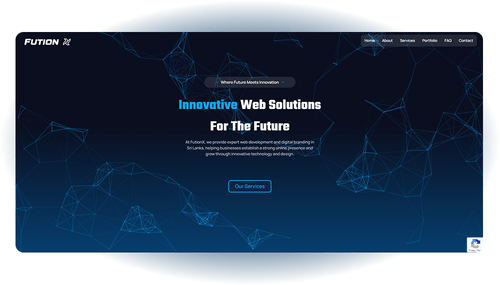 FUTION X
Home About Services Portfolio FAQ Contact
Where Future Meets Innovation
Innovative Web Solutions
For The Future
At FutionX, we provide expert web development and digital branding in
Sri Lanka, helping businesses establish a strong online presence and
grow through innovative technology and design.
Our Services